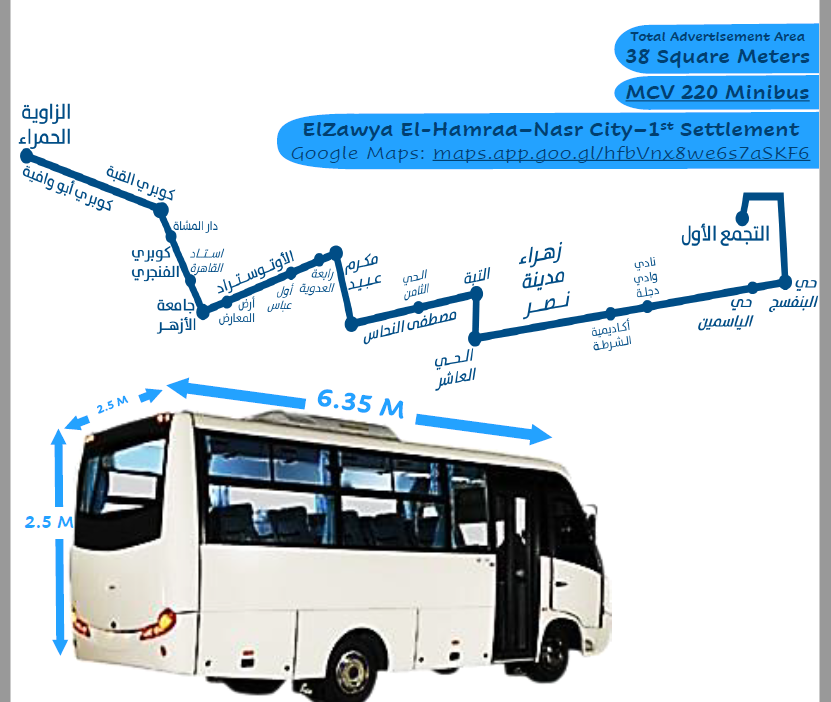 Total Advertisement Area
38 Square Meters
MCV 220 Minibus
ElZawya El-Hamraa–Nasr City–1st Settlement
Google Maps: maps.app.goo.gl/hfbVnx8we6s7aSKF6
الزاوية
الحمراء
كوبري القبة
كوبري أبو وافية
دار المشاة
كوبري
الفنجري
استاد
القاهرة
جامعة
الأزهر
الأوتوستراد
أرض
المعارض
أول
عباس
رابعة
العدوية
مكرم
عبيد
مصطفى النحاس
الحي
الثامن
التبة
الحي
العاشر
زهراء
مدينة
نصر
أكاديمية
الشرطة
نادي
وادي
دجلة
حي
الياسمين
حي
البنفسج
التجمع الأول
2.5 M
6.35 M
2.5 M